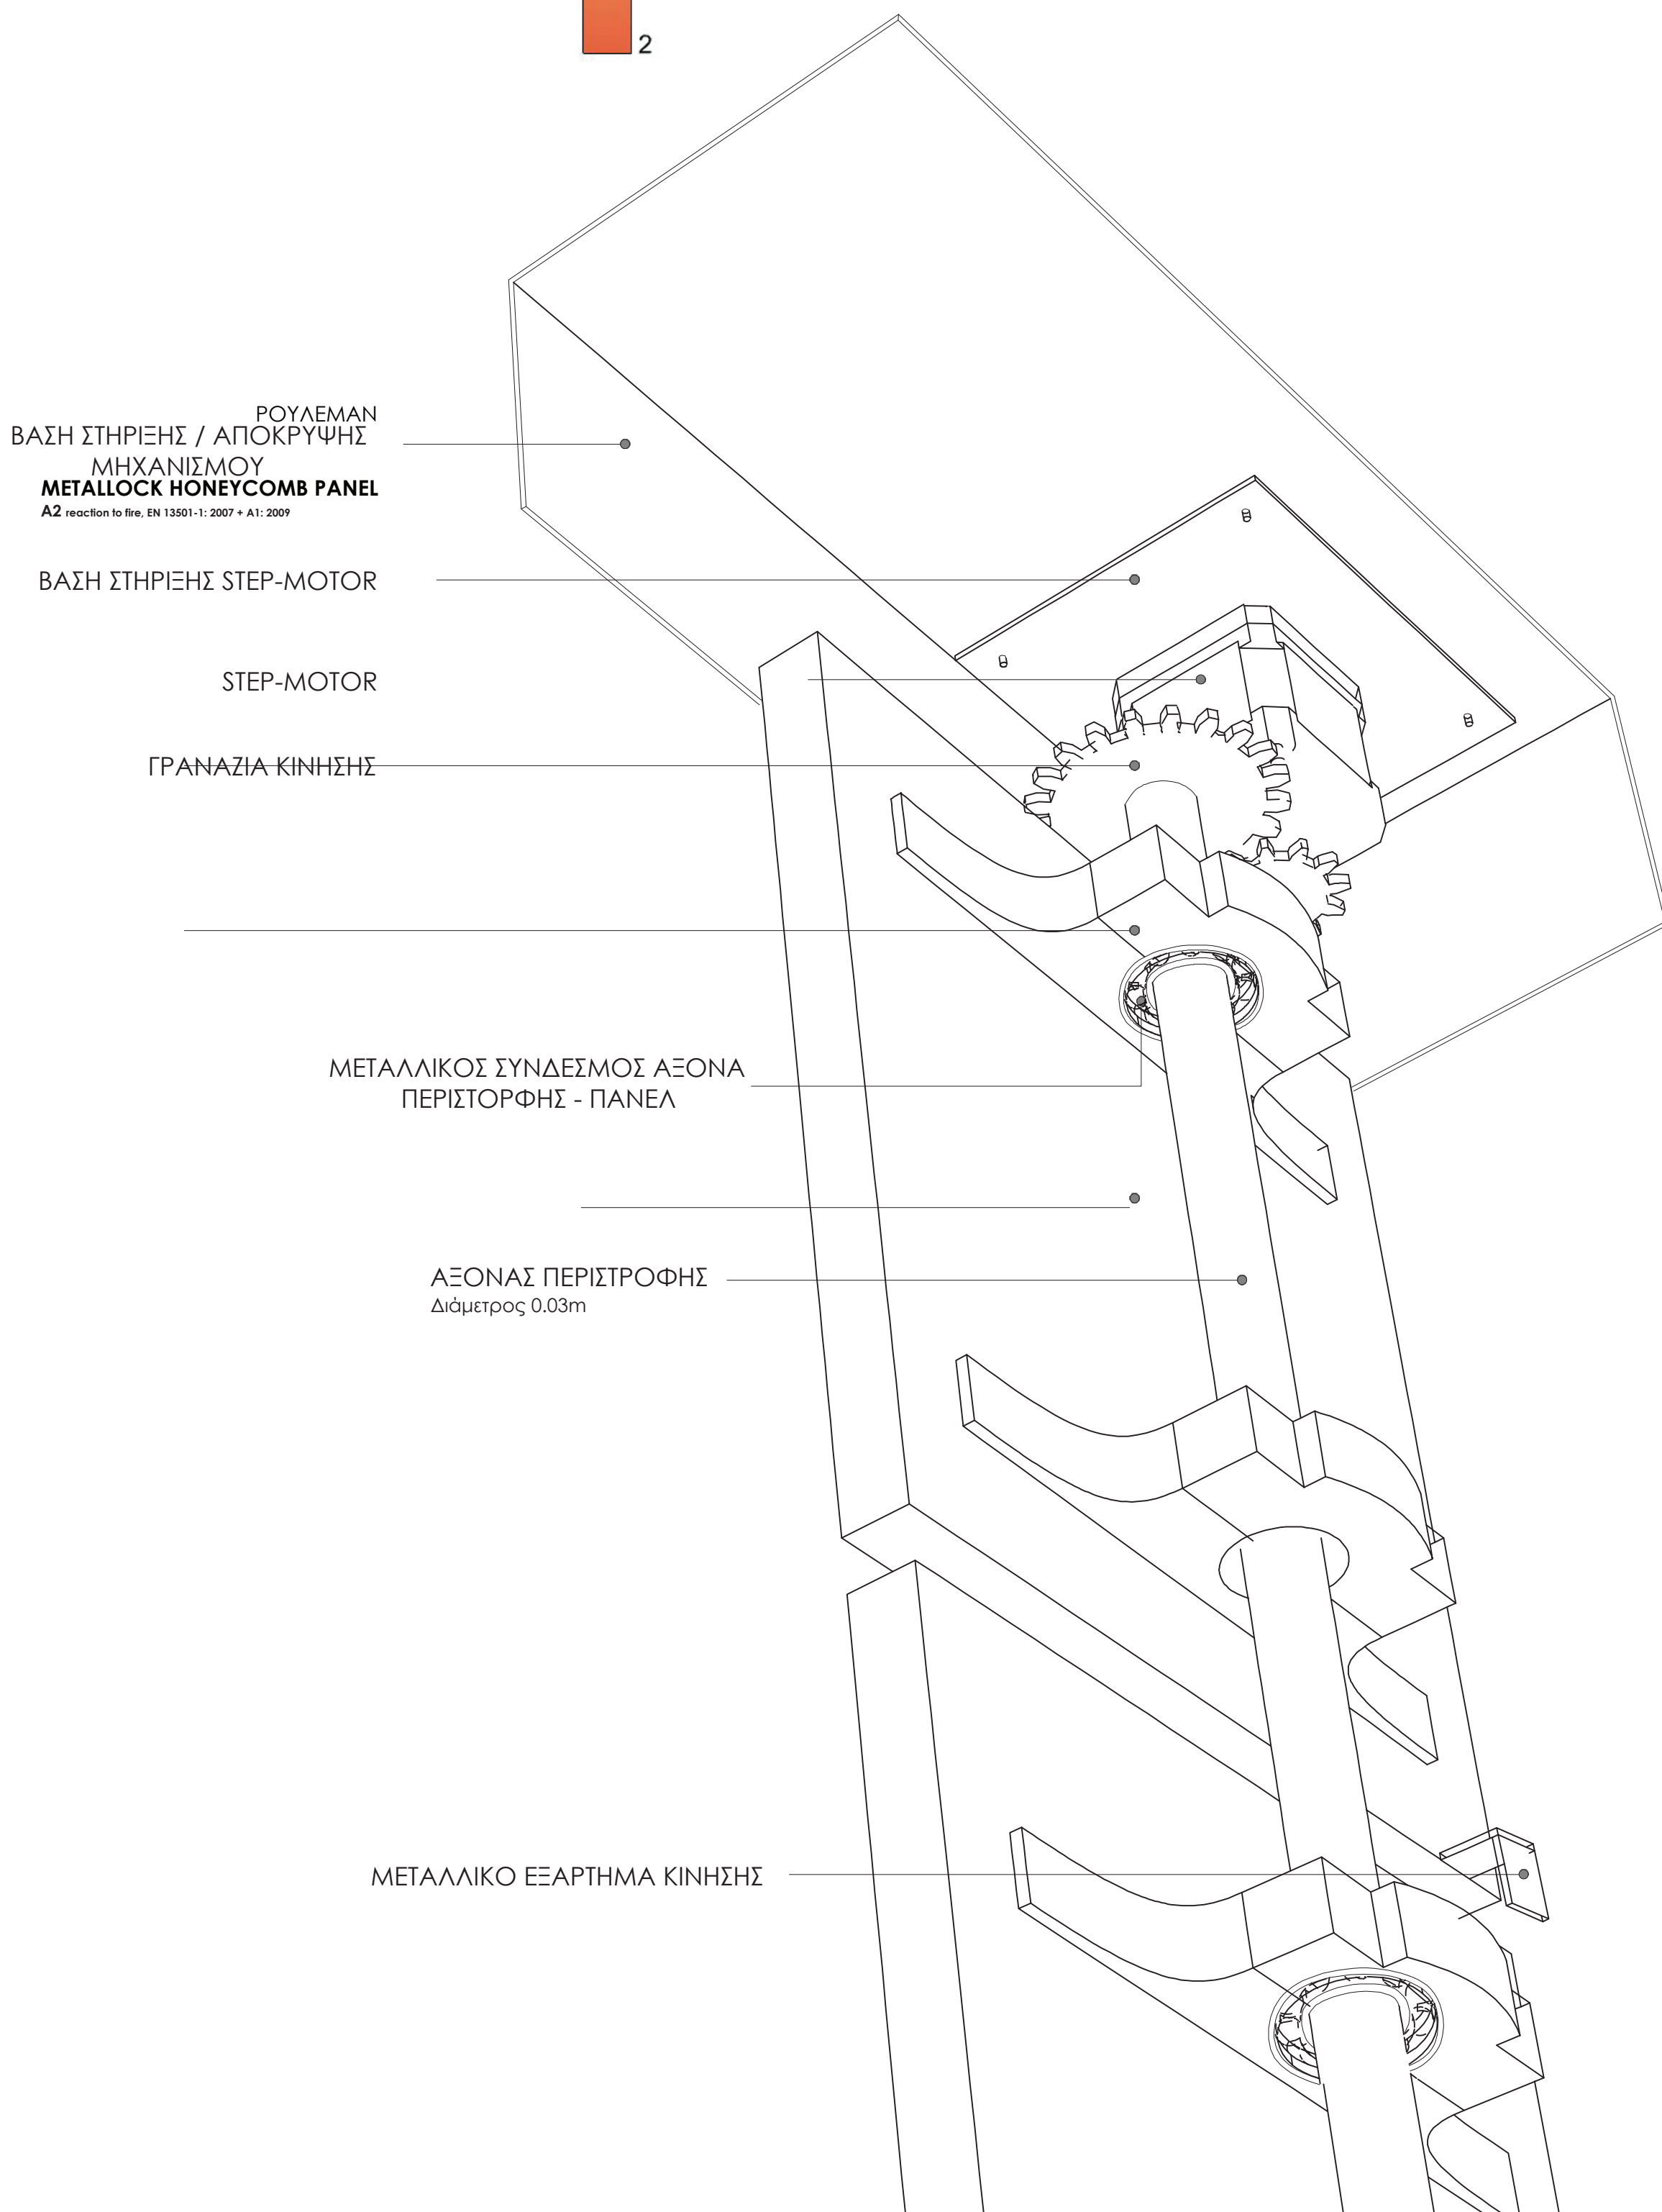 2
ΡΟΥΛΕΜΑΝ
ΒΑΣΗ ΣΤΗΡΙΞΗΣ / ΑΠΟΚΡΥΨΗΣ
ΜΗΧΑΝΙΣΜΟΥ
METALLOCK HONEYCOMB PANEL
A2 reaction to fire, EN 13501-1: 2007 + A1: 2009
ΒΑΣΗ ΣΤΗΡΙΞΗΣ STEP-MOTOR
STEP-MOTOR
ΓΡΑΝΑΖΙΑ ΚΙΝΗΣΗΣ
ΜΕΤΑΛΛΙΚΟΣ ΣΥΝΔΕΣΜΟΣ ΑΞΟΝΑ
ΠΕΡΙΣΤΟΡΦΗΣ - ΠΑΝΕΛ
ΑΞΟΝΑΣ ΠΕΡΙΣΤΡΟΦΗΣ
Διάμετρος 0.03m
ΜΕΤΑΛΛΙΚΟ ΕΞΑΡΤΗΜΑ ΚΙΝΗΣΗΣ